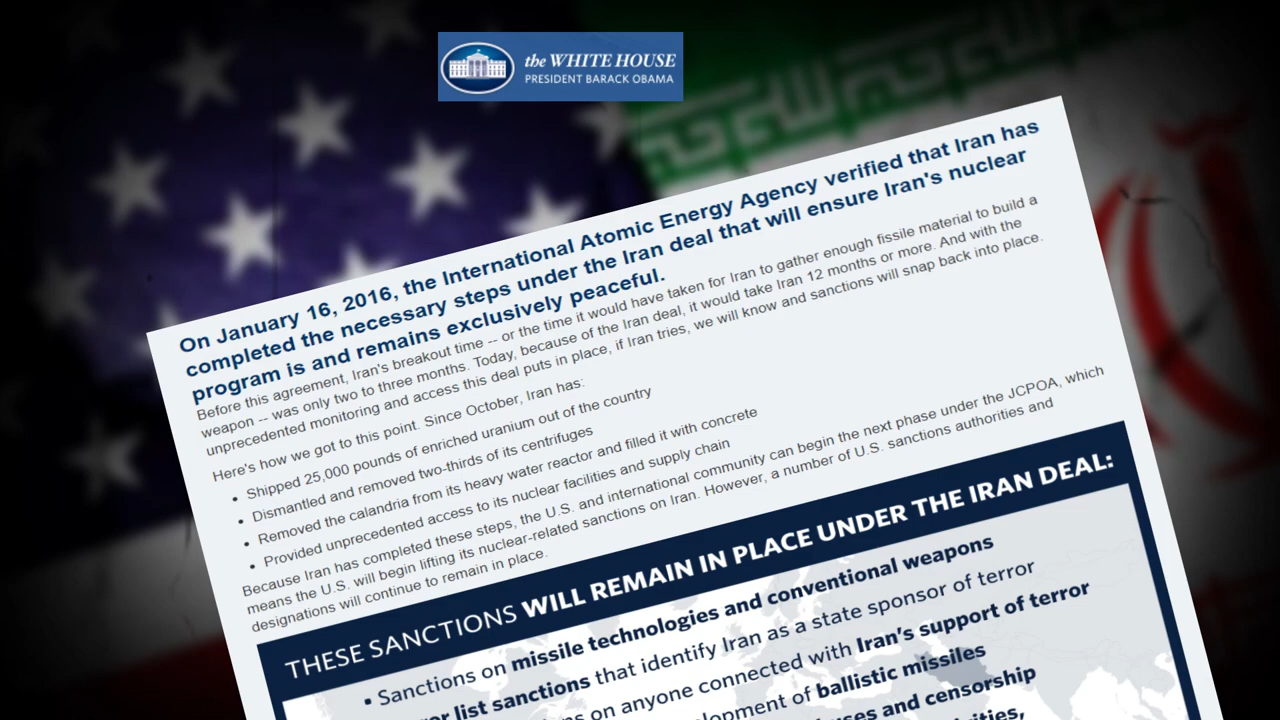 the WHITE HOUSE
PRESIDENT BARACK OBAMA
On January 16, 2016, the International Atomic Energy Agency verified that Iran has
completed the necessary steps under the Iran deal that will ensure Iran's nuclear
program is and remains exclusively peaceful.
Before this agreement, Iran's breakout time -- or the time it would have taken for Iran to gather enough fissile material to build a
weapon -- was only two to three months. Today, because of the Iran deal, it would take Iran 12 months or more. And with the
unprecedented monitoring and access this deal puts in place, if Iran tries, we will know and sanctions will snap back into place.
Here's how we got to this point. Since October, Iran has:
• Shipped 25,000 pounds of enriched uranium out of the country
• Dismantled and removed two-thirds of its centrifuges
• Removed the calandria from its heavy water reactor and filled it with concrete
• Provided unprecedented access to its nuclear facilities and supply chain
Because Iran has completed these steps, the U.S. and international community can begin the next phase under the JCPOA, which
means the U.S. will begin lifting its nuclear-related sanctions on Iran. However, a number of U.S. sanctions authorities and
designations will continue to remain in place.
THESE SANCTIONS WILL REMAIN IN PLACE UNDER THE IRAN DEAL:
▪ Sanctions on missile technologies and conventional weapons
list sanctions that identify Iran as a state sponsor of terror
on anyone connected with Iran's support of terror
of ballistic missiles
and censorship